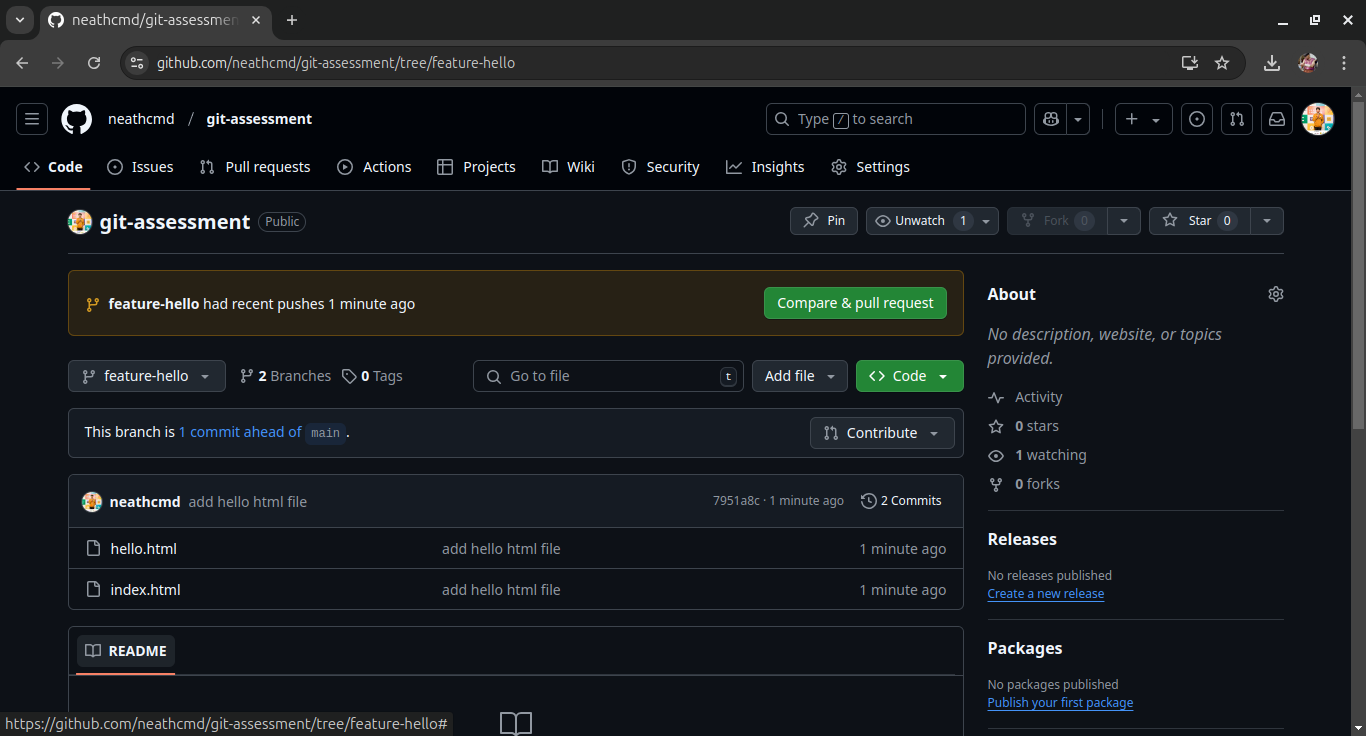 neathcmd/git-assessmen
github.com/neathcmd/git-assessment/tree/feature-hello
neathcmd / git-assessment
Type / to search
Code
Issues
Pull requests
Actions
Projects
Wiki
Security
Insights
Settings
git-assessment
Public
Pin
Unwatch 1
Fork 0
Star 0
feature-hello had recent pushes 1 minute ago
Compare & pull request
feature-hello
2 Branches
0 Tags
Go to file
t
Add file
Code
This branch is 1 commit ahead of main .
Contribute
neathcmd add hello html file
7951a8c · 1 minute ago
2 Commits
hello.html add hello html file 1 minute ago
index.html add hello html file 1 minute ago
README
About
No description, website, or topics
provided.
Activity
0 stars
1 watching
0 forks
Releases
No releases published
Create a new release
Packages
No packages published
Publish your first package
https://github.com/neathcmd/git-assessment/tree/feature-hello#